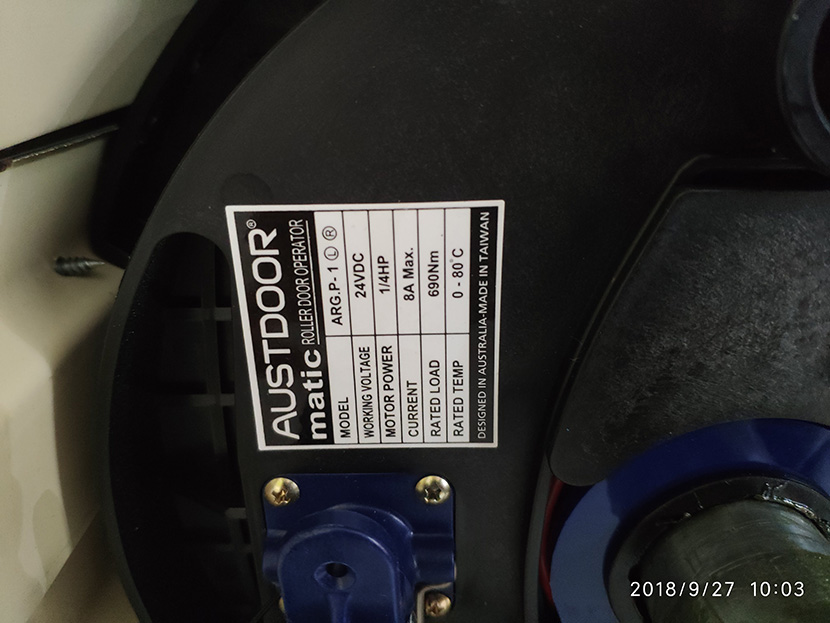 AUSTDOOR®
matic ROLLER DOOR OPERATOR
MODEL ARG.P-1 Ⓛ Ⓡ
WORKING VOLTAGE 24VDC
MOTOR POWER 1/4HP
CURRENT 8A Max.
RATED LOAD 690Nm
RATED TEMP 0 - 80°C
DESIGNED IN AUSTRALIA-MADE IN TAIWAN
2018/9/27 10:03